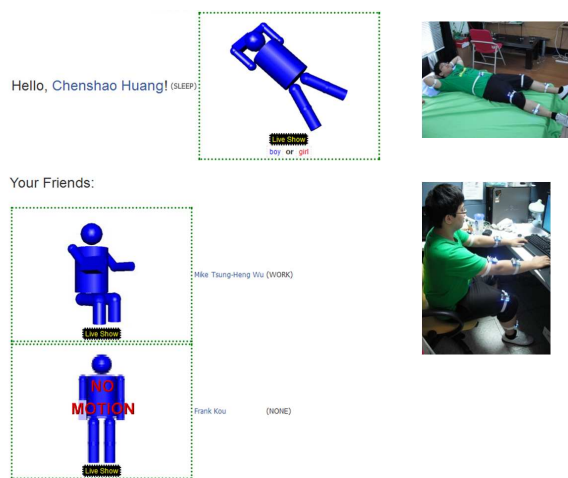 Hello, Chenshao Huang! (SLEEP)
Live Show
boy or girl
Your Friends:
Mike Tsung-Heng Wu (WORK)
Live Show
NO
MOTION
Frank Kou (NONE)
Live Show